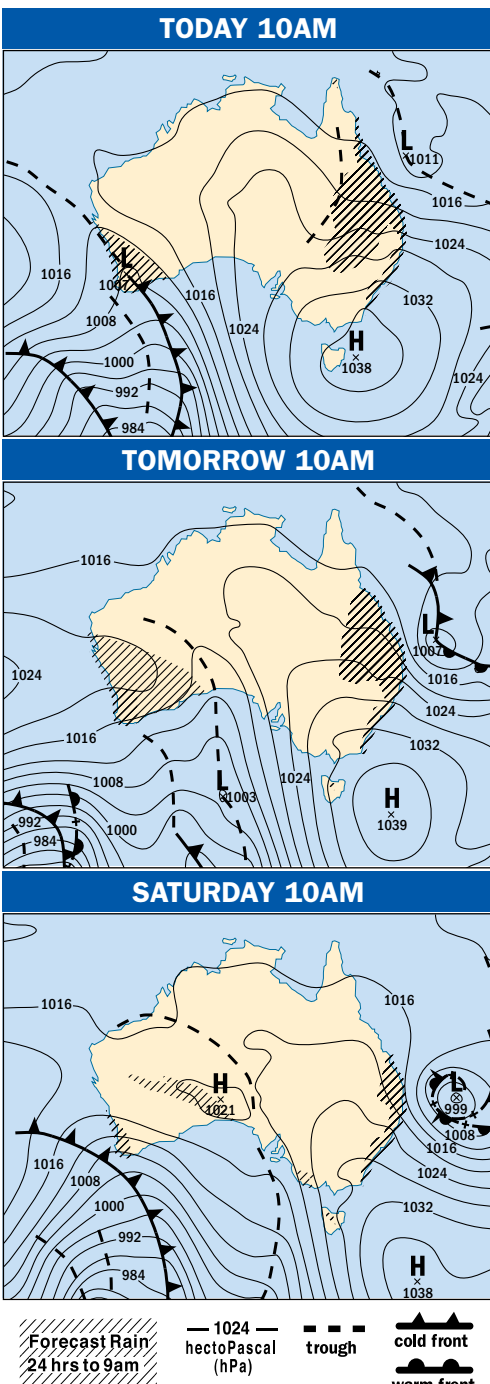 TODAY 10AM
L
1011
1016
1024
L
1007
1016
1016
1008
1032
1024
H
1038
1000
992
984
1024
TOMORROW 10AM
1016
L
1007
1016
1024
1024
1016
1032
1008
1024
L
1003
H
1039
992
1000
984
SATURDAY 10AM
1016
1016
H
1021
L
999
1008
1016
1016
1024
1008
1000
1032
992
984
H
1038
Forecast Rain
24 hrs to 9am
1024
hectoPascal
(hPa)
trough
cold front
warm front